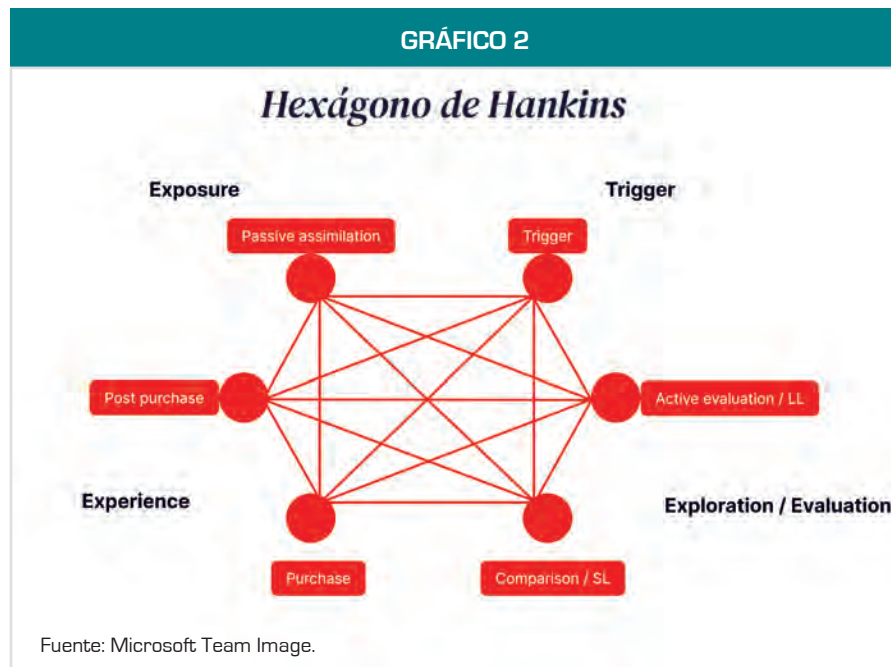 GRÁFICO 2
Hexágono de Hankins
Exposure
Trigger
Passive assimilation
Trigger
Post purchase
Active evaluation / LL
Experience
Exploration / Evaluation
Purchase
Comparison / SL
Fuente: Microsoft Team Image.